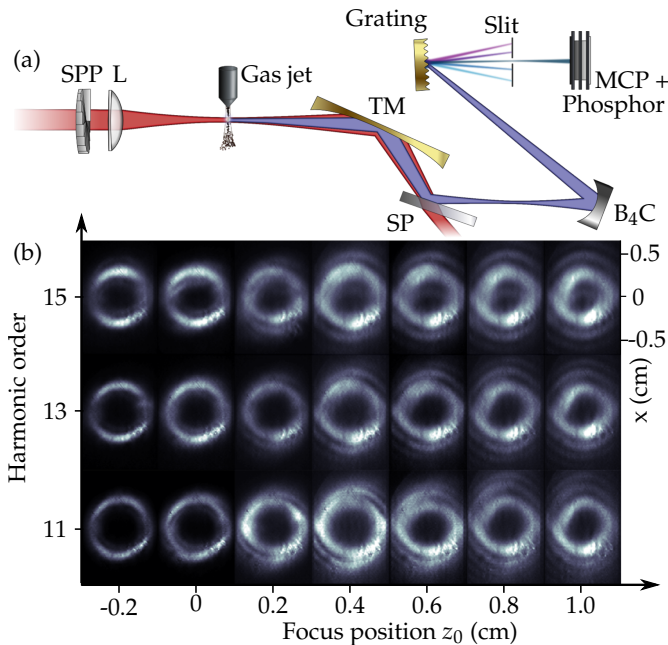 (a)
SPP L
Gas jet
TM
SP
Grating
Slit
MCP +
Phosphor
B₄C
(b)
Harmonic order
15
13
11
-0.5
0
-0.5
x (cm)
-0.2 0 0.2 0.4 0.6 0.8 1.0
Focus position z₀ (cm)